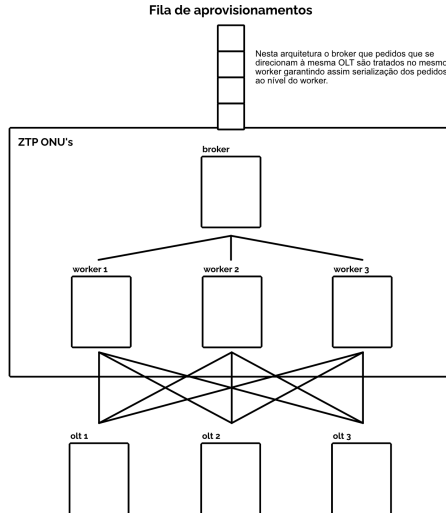 Fila de aprovisionamentos
Nesta arquitetura o broker que pedidos que se
direcionam à mesma OLT são tratados no mesmo
worker garantindo assim serialização dos pedidos
ao nível do worker.
ZTP ONU's
broker
worker 1
worker 2
worker 3
olt 1
olt 2
olt 3